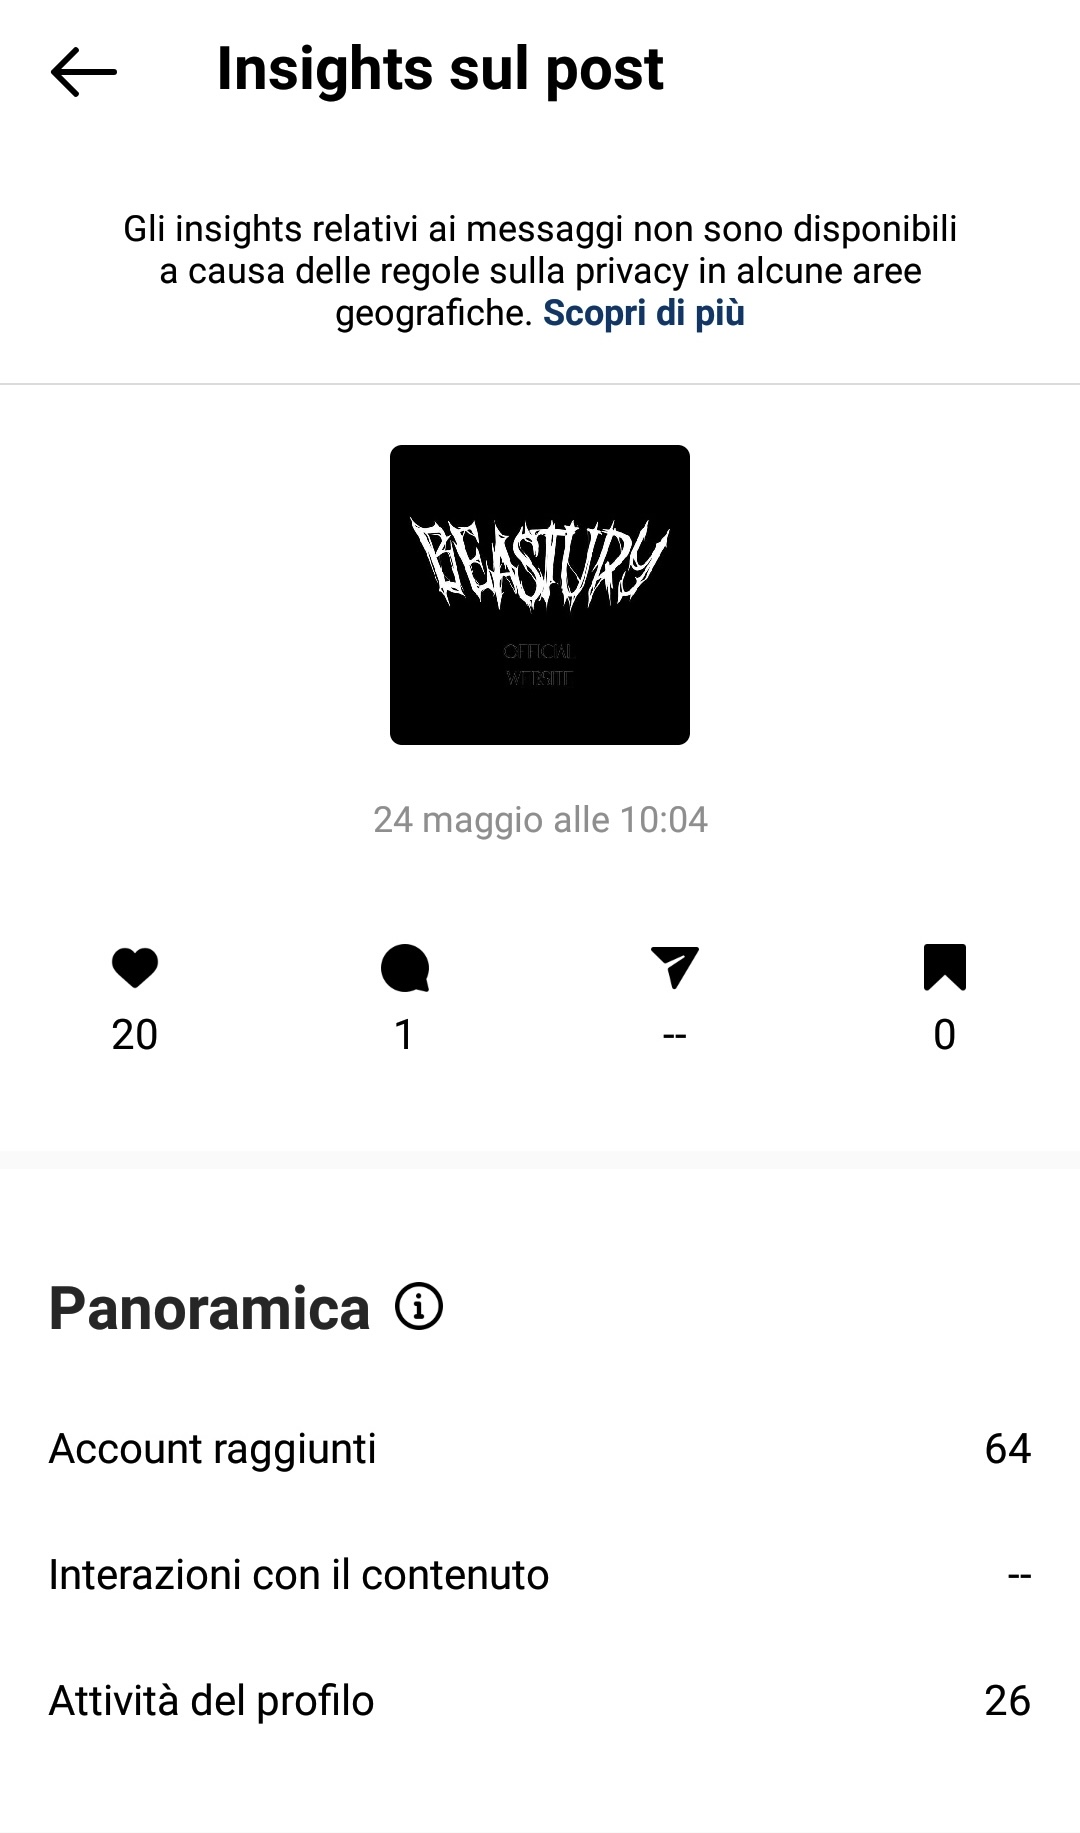 Insights sul post
Gli insights relativi ai messaggi non sono disponibili
a causa delle regole sulla privacy in alcune aree
geografiche. Scopri di più
BEASTURY
OFFICIAL
WEBSITE
24 maggio alle 10:04
20 1 -- 0
Panoramica
Account raggiunti 64
Interazioni con il contenuto --
Attività del profilo 26